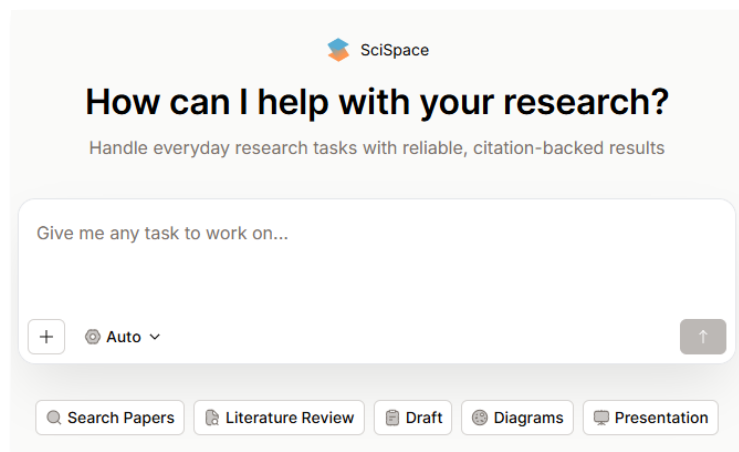 SciSpace
How can I help with your research?
Handle everyday research tasks with reliable, citation-backed results
Give me any task to work on...
Auto
Search Papers Literature Review Draft Diagrams Presentation